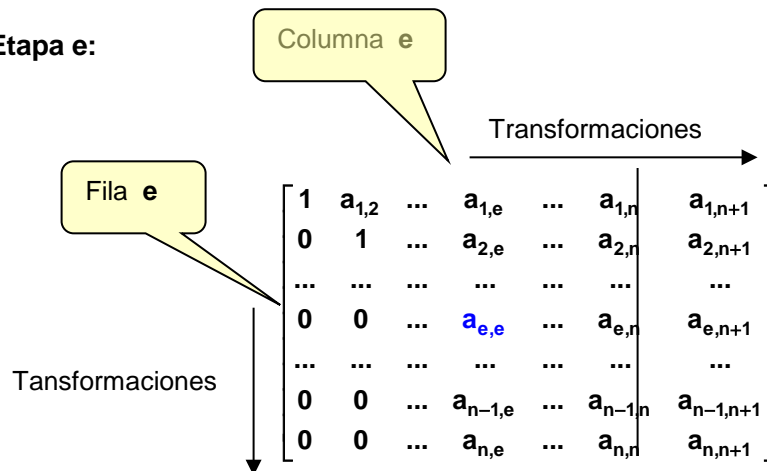 Etapa e:
Columna e
Transformaciones
Fila e
1 a1,2 ... a1,e ... a1,n a1,n+1
0 1 ... a2,e ... a2,n a2,n+1
... ... ... ... ... ... ...
0 0 ... ae,e ... ae,n ae,n+1
... ... ... ... ... ... ...
Tansformaciones
0 0 ... an–1,e ... an–1,n an–1,n+1
0 0 ... an,e ... an,n an,n+1